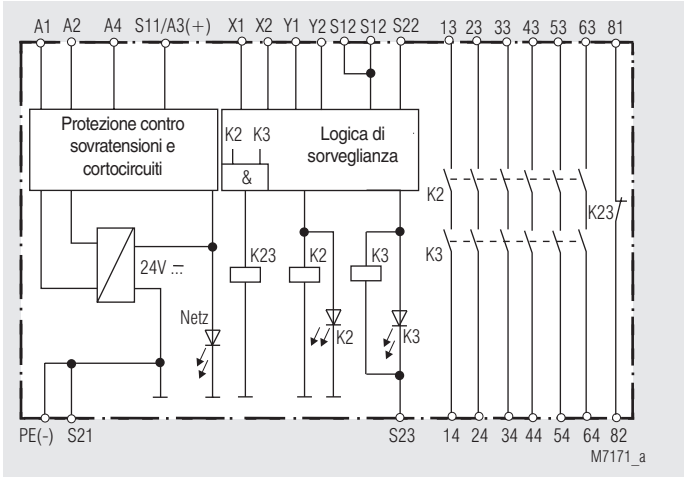 A1 A2 A4 S11/A3(+) X1 X2 Y1 Y2 S12 S12 S22 13 23 33 43 53 63 81
Protezione contro
sovratensioni e
cortocircuiti
K2 K3
&
Logica di
sorveglianza
K2
K3
K23
24V
K23
K2
K3
Netz
K2
K3
PE(-) S21 S23 14 24 34 44 54 64 82
M7171_a